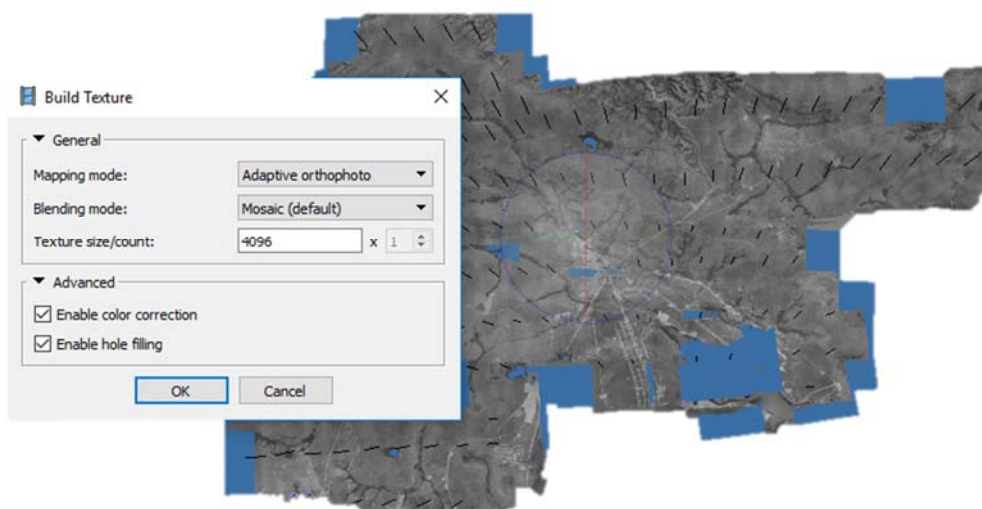 Build Texture
General
Mapping mode: Adaptive orthophoto
Blending mode: Mosaic (default)
Texture size/count: 4096 x 1
Advanced
Enable color correction
Enable hole filling
OK Cancel